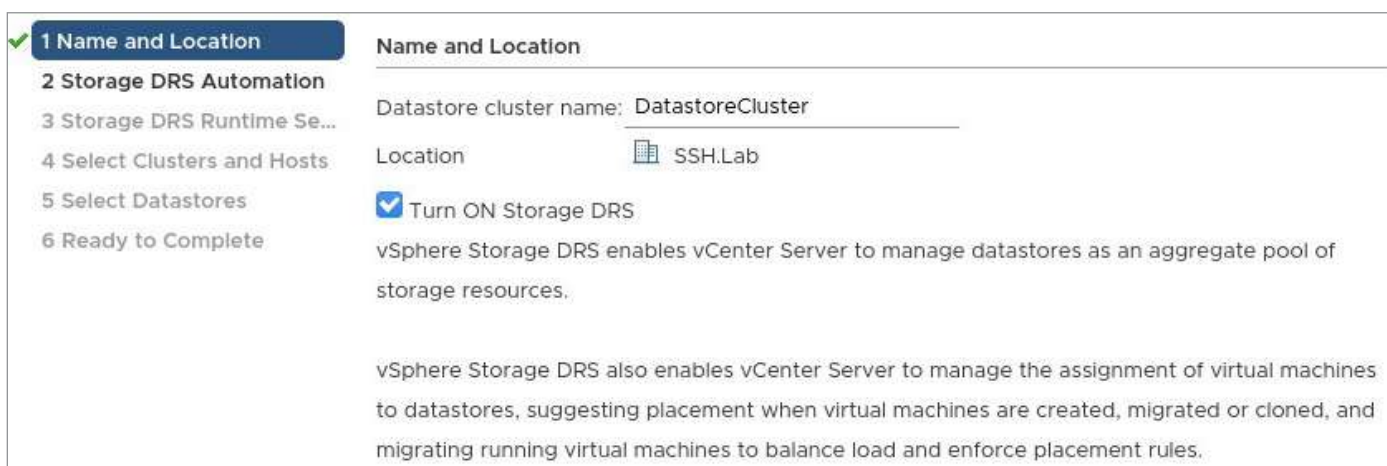 1 Name and Location
2 Storage DRS Automation
3 Storage DRS Runtime Se...
4 Select Clusters and Hosts
5 Select Datastores
6 Ready to Complete
Name and Location
Datastore cluster name: DatastoreCluster
Location SSH.Lab
Turn ON Storage DRS
vSphere Storage DRS enables vCenter Server to manage datastores as an aggregate pool of
storage resources.
vSphere Storage DRS also enables vCenter Server to manage the assignment of virtual machines
to datastores, suggesting placement when virtual machines are created, migrated or cloned, and
migrating running virtual machines to balance load and enforce placement rules.